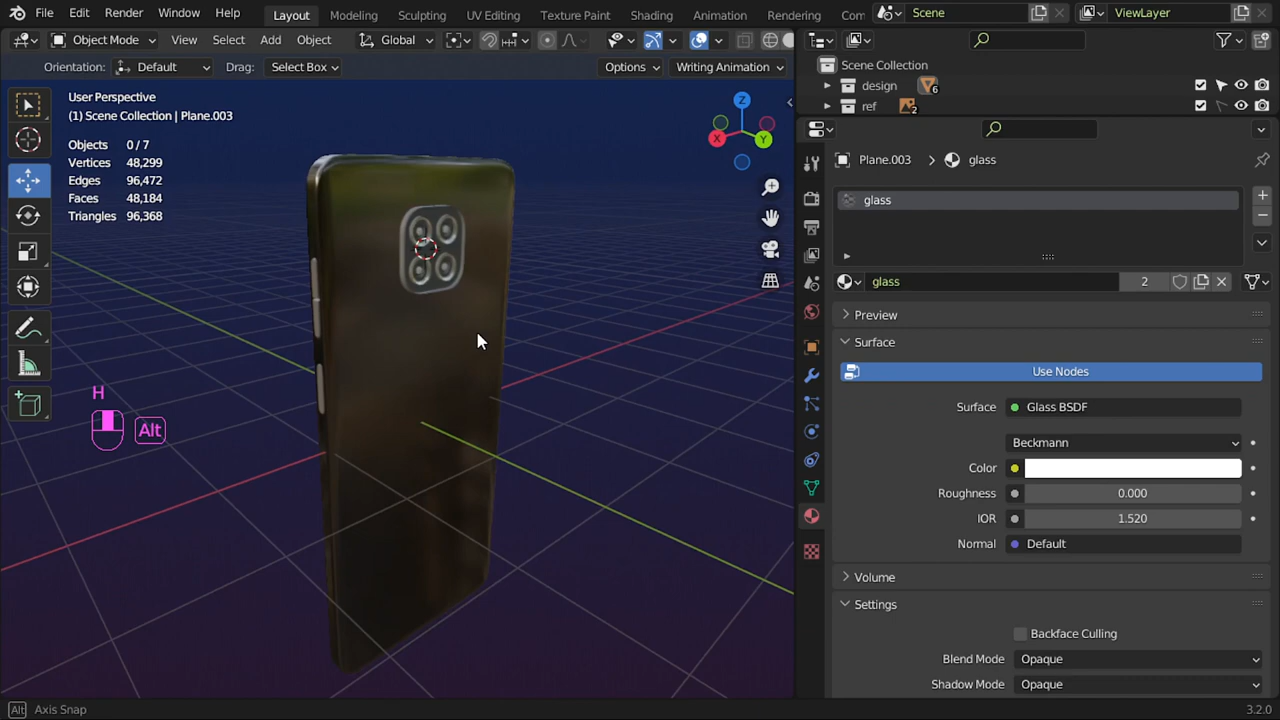 File Edit Render Window Help Layout Modeling Sculpting UV Editing Texture Paint Shading Animation Rendering Com Scene ViewLayer
Object Mode View Select Add Object Global
Orientation: Default Drag: Select Box Options Writing Animation
Scene Collection
design 6
ref 2
User Perspective
(1) Scene Collection | Plane.003
Objects 0 / 7
Vertices 48,299
Edges 96,472
Faces 48,184
Triangles 96,368
Z
X Y
H
Alt
Plane.003 > glass
glass
glass 2
Preview
Surface
Use Nodes
Surface Glass BSDF
Beckmann
Color
Roughness 0.000
IOR 1.520
Normal Default
Volume
Settings
Backface Culling
Blend Mode Opaque
Shadow Mode Opaque
Alt Axis Snap 3.2.0